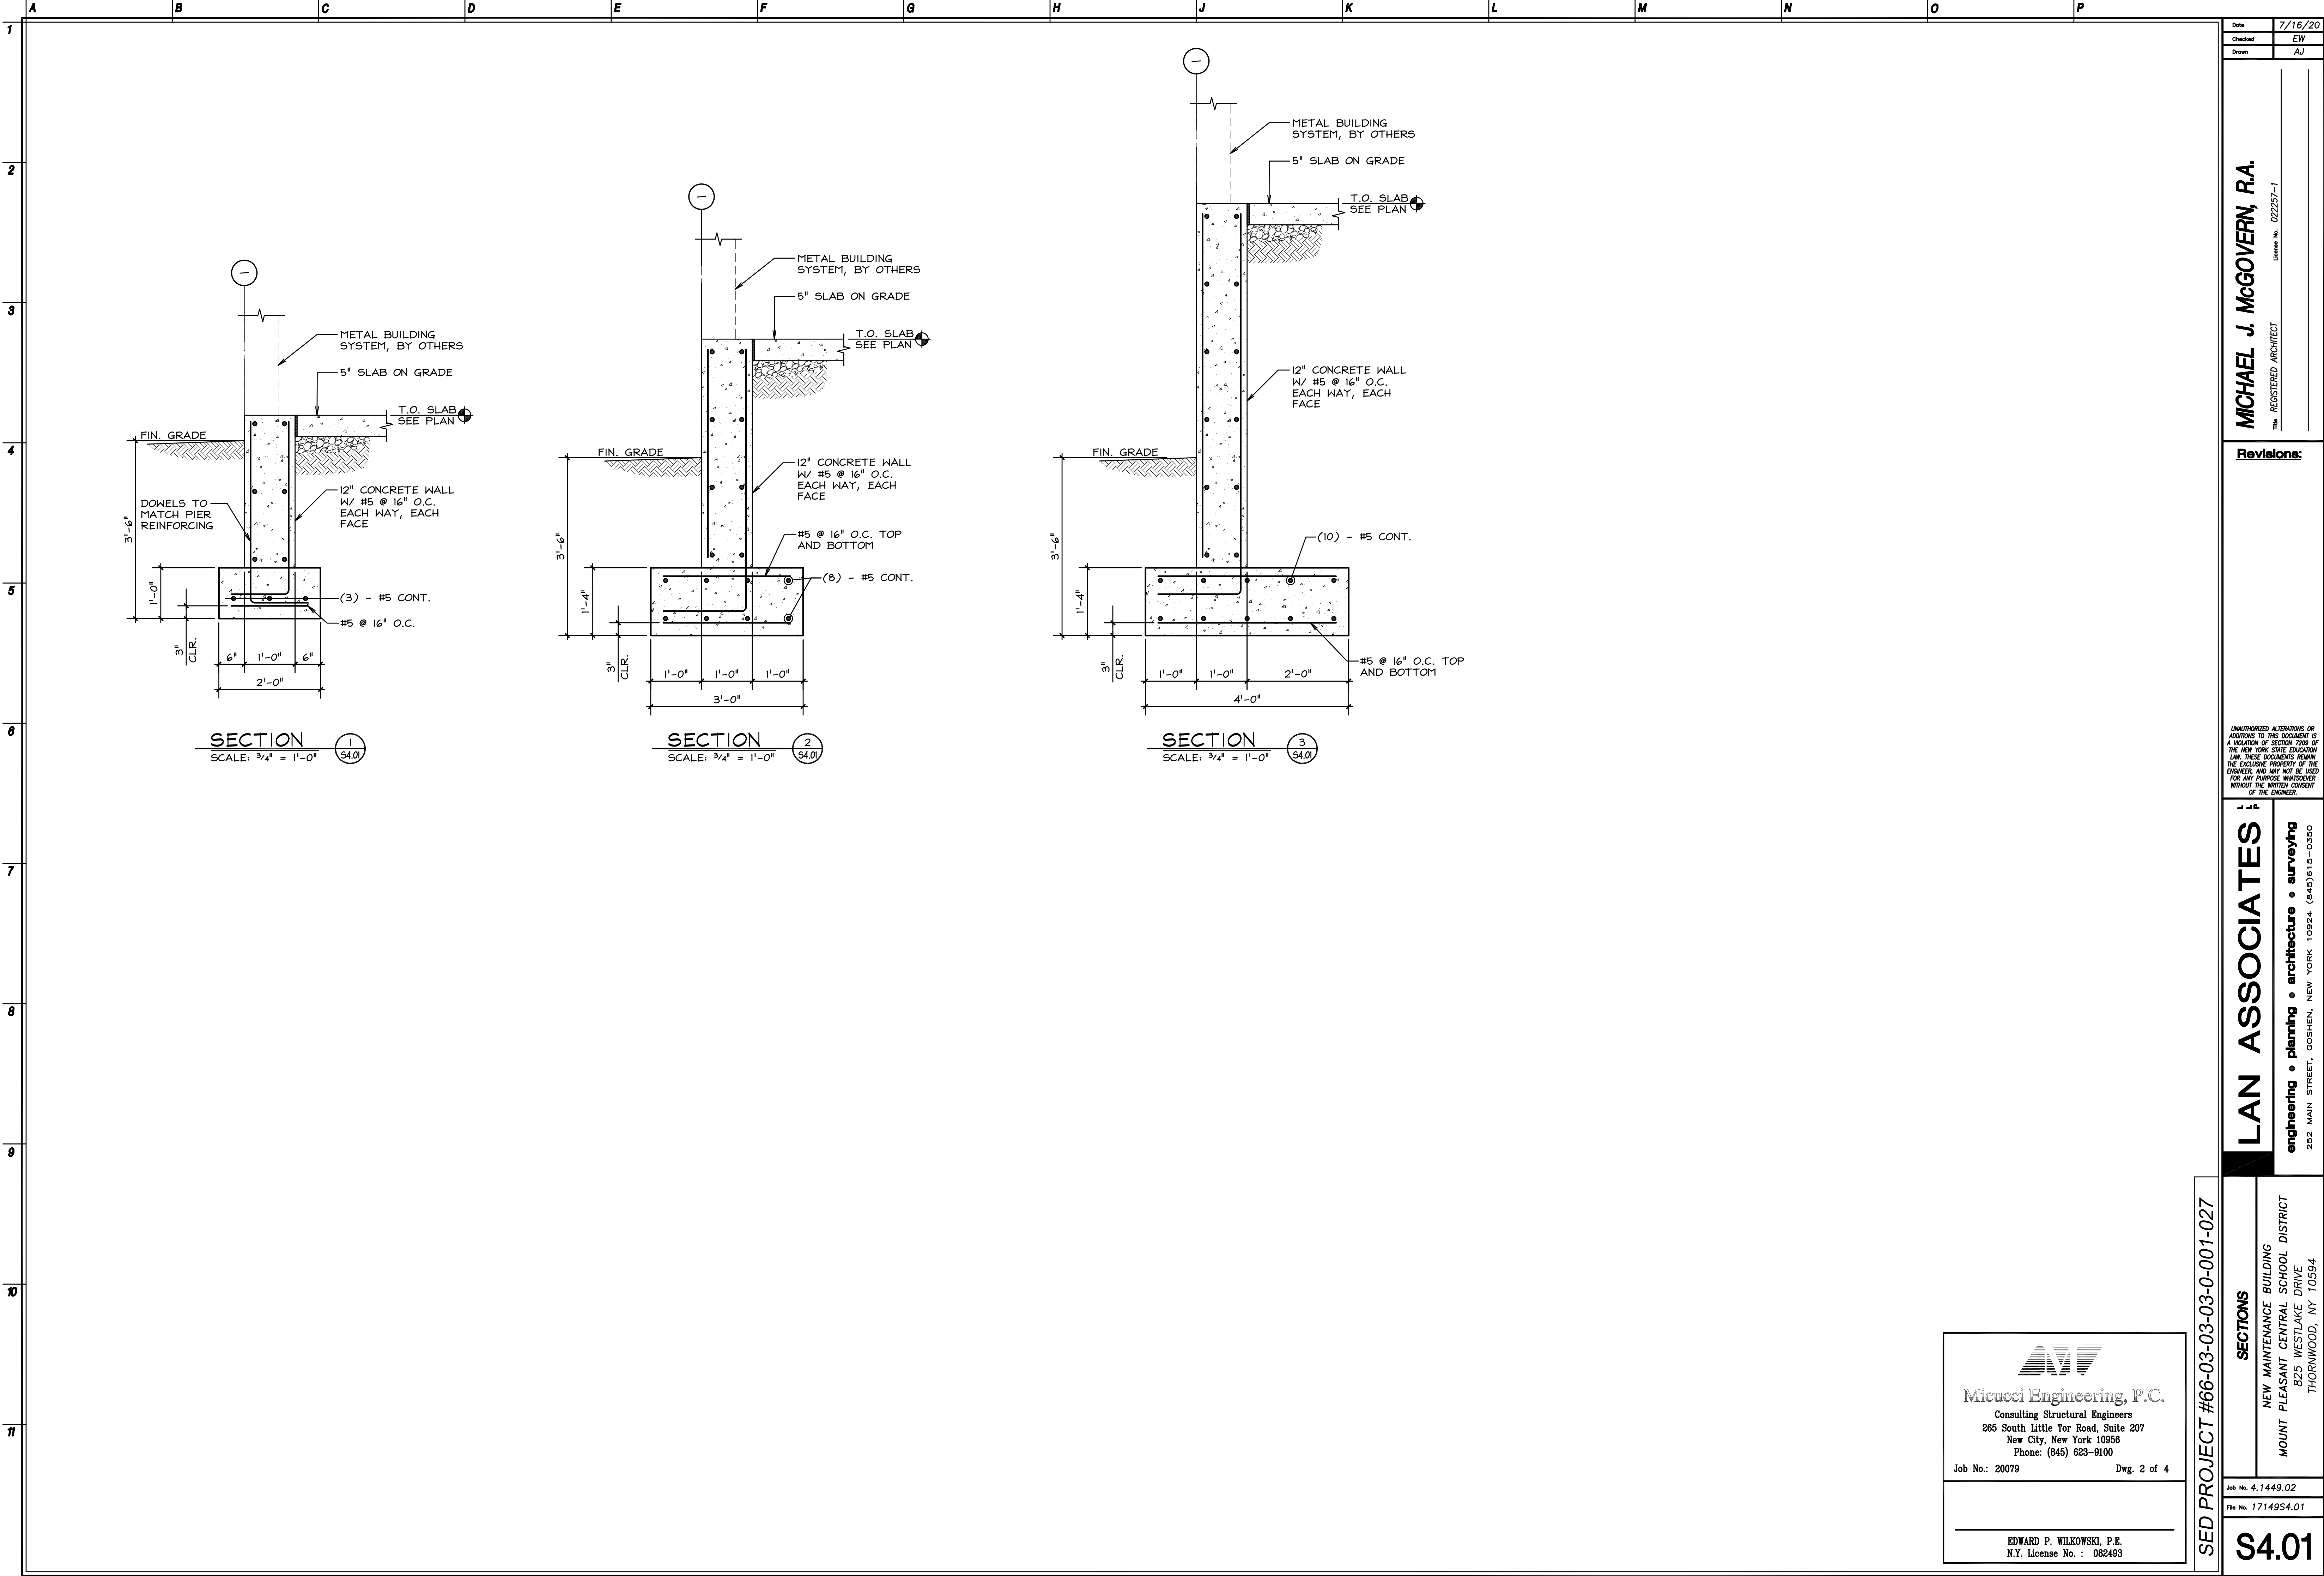 A B C D E F G H J K L M N O P
1
2
3
4
5
6
7
8
9
10
11
1
METAL BUILDING
SYSTEM, BY OTHERS
5" SLAB ON GRADE
T.O. SLAB
SEE PLAN
FIN. GRADE
12" CONCRETE WALL
W/ #5 @ 16" O.C.
EACH WAY, EACH
FACE
DOWELS TO
MATCH PIER
REINFORCING
3'-6"
1'-0"
(3) - #5 CONT.
#5 @ 16" O.C.
3"
CLR.
6" 1'-0" 6"
2'-0"
SECTION
SCALE: 3/4" = 1'-0"
1
S4.01
1
METAL BUILDING
SYSTEM, BY OTHERS
5" SLAB ON GRADE
T.O. SLAB
SEE PLAN
FIN. GRADE
12" CONCRETE WALL
W/ #5 @ 16" O.C.
EACH WAY, EACH
FACE
#5 @ 16" O.C. TOP
AND BOTTOM
3'-6"
1'-4"
(8) - #5 CONT.
3"
CLR.
1'-0" 1'-0" 1'-0"
3'-0"
SECTION
SCALE: 3/4" = 1'-0"
2
S4.01
1
METAL BUILDING
SYSTEM, BY OTHERS
5" SLAB ON GRADE
T.O. SLAB
SEE PLAN
12" CONCRETE WALL
W/ #5 @ 16" O.C.
EACH WAY, EACH
FACE
FIN. GRADE
(10) - #5 CONT.
3'-6"
1'-4"
#5 @ 16" O.C. TOP
AND BOTTOM
3"
CLR.
1'-0" 1'-0" 2'-0"
4'-0"
SECTION
SCALE: 3/4" = 1'-0"
3
S4.01
Micucci Engineering, P.C.
Consulting Structural Engineers
265 South Little Tor Road, Suite 207
New City, New York 10956
Phone: (845) 623-9100
Job No.: 20079 Dwg. 2 of 4
EDWARD P. WILKOWSKI, P.E.
N.Y. License No. : 082493
SED PROJECT #66-03-03-03-0-001-027
Date 7/16/20
Checked EW
Drawn AJ
MICHAEL J. McGOVERN, R.A.
Title REGISTERED ARCHITECT License No. 022257-1
Revisions:
UNAUTHORIZED ALTERATIONS OR
ADDITIONS TO THIS DOCUMENT IS
A VIOLATION OF SECTION 7209 OF
THE NEW YORK STATE EDUCATION
LAW. THESE DOCUMENTS REMAIN
THE EXCLUSIVE PROPERTY OF THE
ENGINEER, AND MAY NOT BE USED
FOR ANY PURPOSE WHATSOEVER
WITHOUT THE WRITTEN CONSENT
OF THE ENGINEER.
LAN ASSOCIATES LLP
engineering • planning • architecture • surveying
252 MAIN STREET, GOSHEN, NEW YORK 10924 (845)615-0350
SECTIONS
NEW MAINTENANCE BUILDING
MOUNT PLEASANT CENTRAL SCHOOL DISTRICT
825 WESTLAKE DRIVE
THORNWOOD, NY 10594
Job No. 4.1449.02
File No. 17149S4.01
S4.01